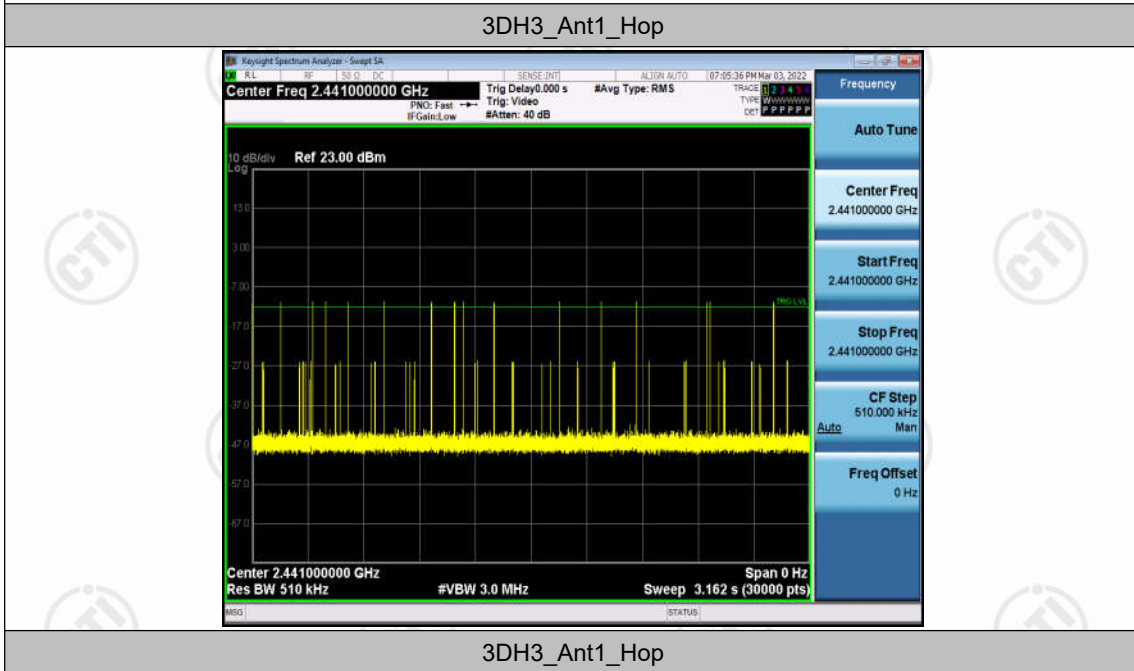 3DH3_Ant1_Hop
Keysight Spectrum Analyzer - Swept SA
RL RF 50 Ω DC SENSE:INT ALIGN AUTO 07:05:36 PM Mar 03, 2022
Center Freq 2.441000000 GHz
PNO: Fast
IFGain:Low
Trig Delay0.000 s
Trig: Video
#Atten: 40 dB
#Avg Type: RMS
TRACE 1 2 3 4 5 6
TYPE WWWWWW
DET P P P P P P
Frequency
Auto Tune
10 dB/div Ref 23.00 dBm
Log
13.0
3.00
-7.00
-17.0
-27.0
-37.0
-47.0
-57.0
-67.0
TRIG LVL
Center Freq
2.441000000 GHz
Start Freq
2.441000000 GHz
Stop Freq
2.441000000 GHz
CF Step
510.000 kHz
Auto Man
Freq Offset
0 Hz
Center 2.441000000 GHz Span 0 Hz
Res BW 510 kHz #VBW 3.0 MHz Sweep 3.162 s (30000 pts)
MSG STATUS
CTI
CTI
3DH3_Ant1_Hop